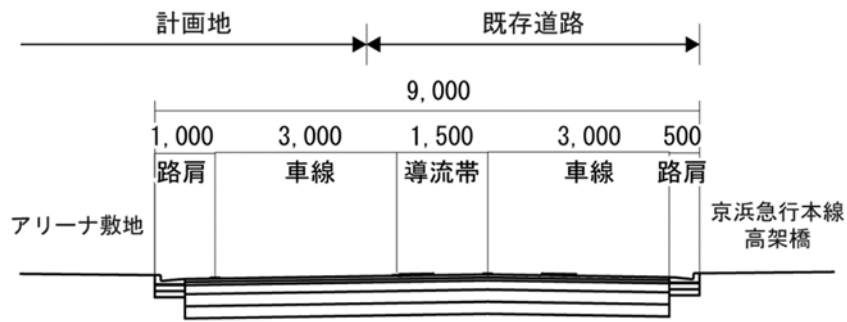 計画地
既存道路
9,000
1,000
3,000
1,500
3,000
500
路肩
車線
導流帯
車線
路肩
アリーナ敷地
京浜急行本線
高架橋